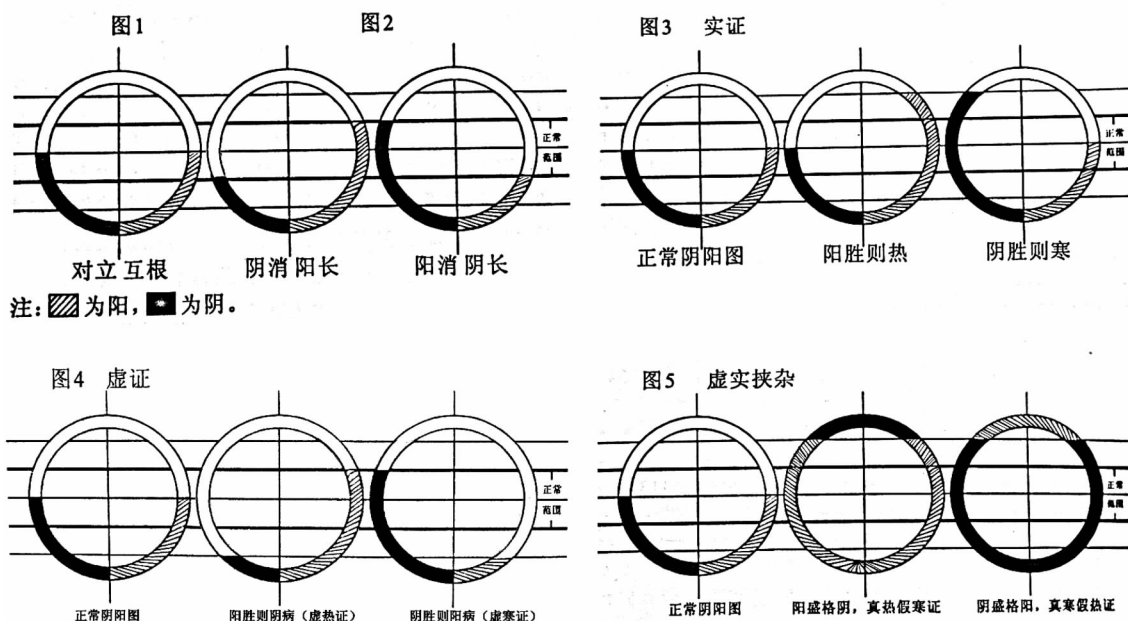 图1
图2
正常
范围
对立 互根
阴消阳长
阳消 阴长
注: 为阳, 为阴。
图3 实证
正常
范围
正常阴阳图
阳胜则热
阴胜则寒
图4 虚证
正常
范围
正常阴阳图
阳胜则阴病（虚热证）
阴胜则阳病（虚寒证）
图5 虚实挟杂
正常
范围
正常阴阳图
阳盛格阴，真热假寒证
阴盛格阳，真寒假热证